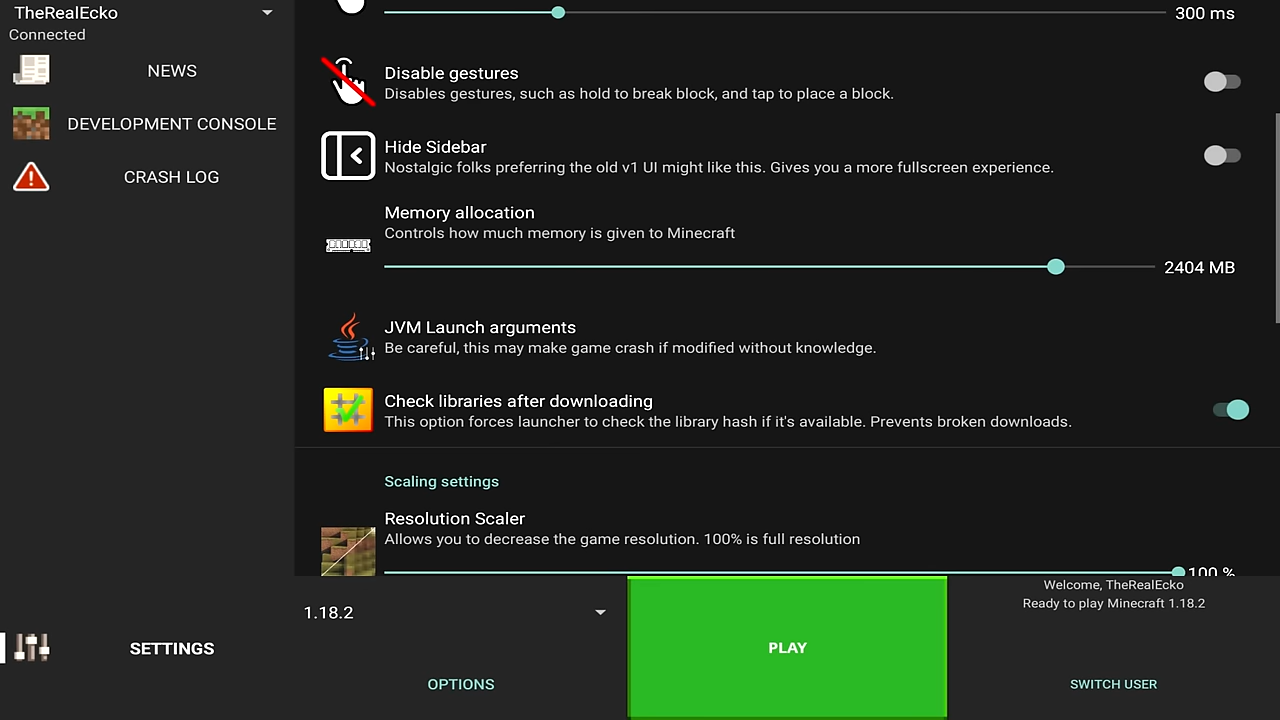 TheRealEcko
Connected
NEWS
DEVELOPMENT CONSOLE
CRASH LOG
SETTINGS
300 ms
Disable gestures
Disables gestures, such as hold to break block, and tap to place a block.
Hide Sidebar
Nostalgic folks preferring the old v1 UI might like this. Gives you a more fullscreen experience.
Memory allocation
Controls how much memory is given to Minecraft
2404 MB
JVM Launch arguments
Be careful, this may make game crash if modified without knowledge.
Check libraries after downloading
This option forces launcher to check the library hash if it's available. Prevents broken downloads.
Scaling settings
Resolution Scaler
Allows you to decrease the game resolution. 100% is full resolution
100 %
1.18.2
OPTIONS
PLAY
Welcome, TheRealEcko
Ready to play Minecraft 1.18.2
SWITCH USER